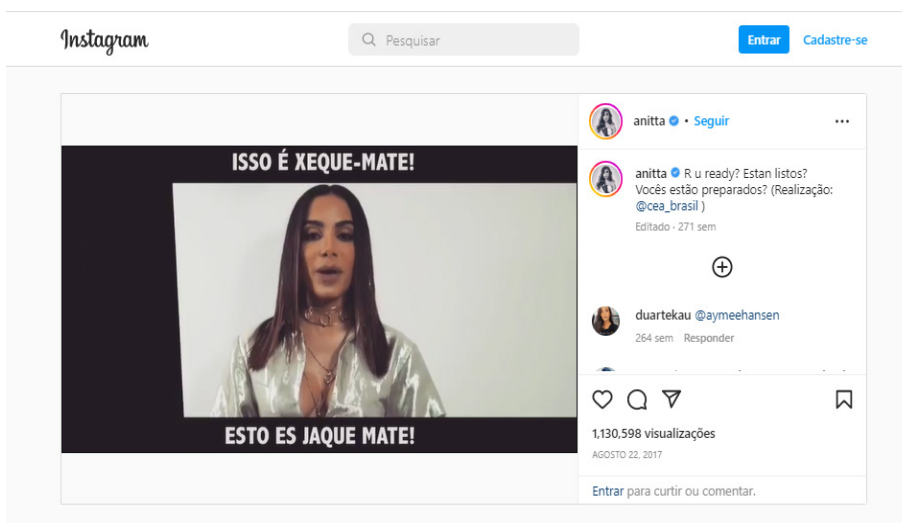 Instagram
Pesquisar
Entrar
Cadastre-se
ISSO É XEQUE-MATE!
ESTO ES JAQUE MATE!
anitta • Seguir
anitta R u ready? Estan listos?
Vocês estão preparados? (Realização:
@cea_brasil )
Editado · 271 sem
duartekau @aymeehansen
264 sem Responder
1,130,598 visualizações
AGOSTO 22, 2017
Entrar para curtir ou comentar.